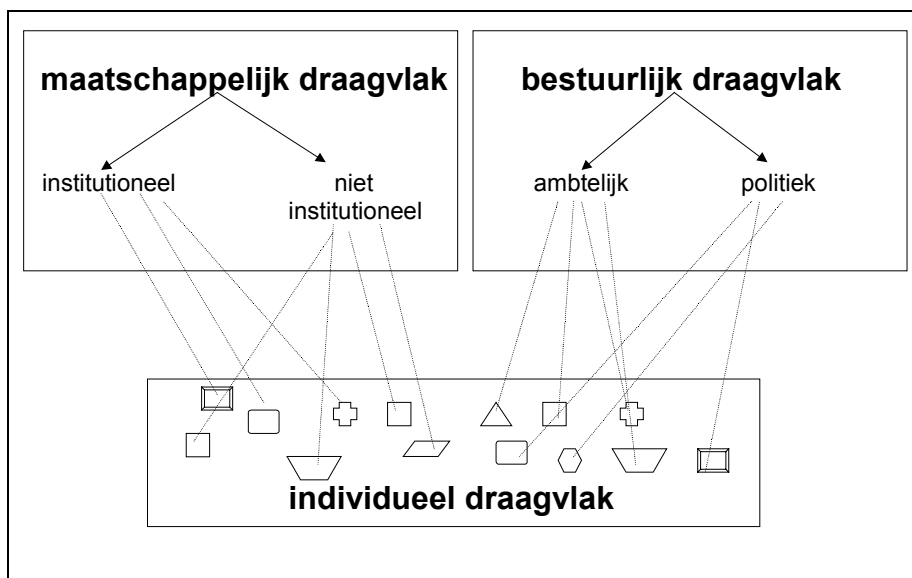 maatschappelijk draagvlak
institutioneel
niet
institutioneel
bestuurlijk draagvlak
ambtelijk
politiek
individueel draagvlak